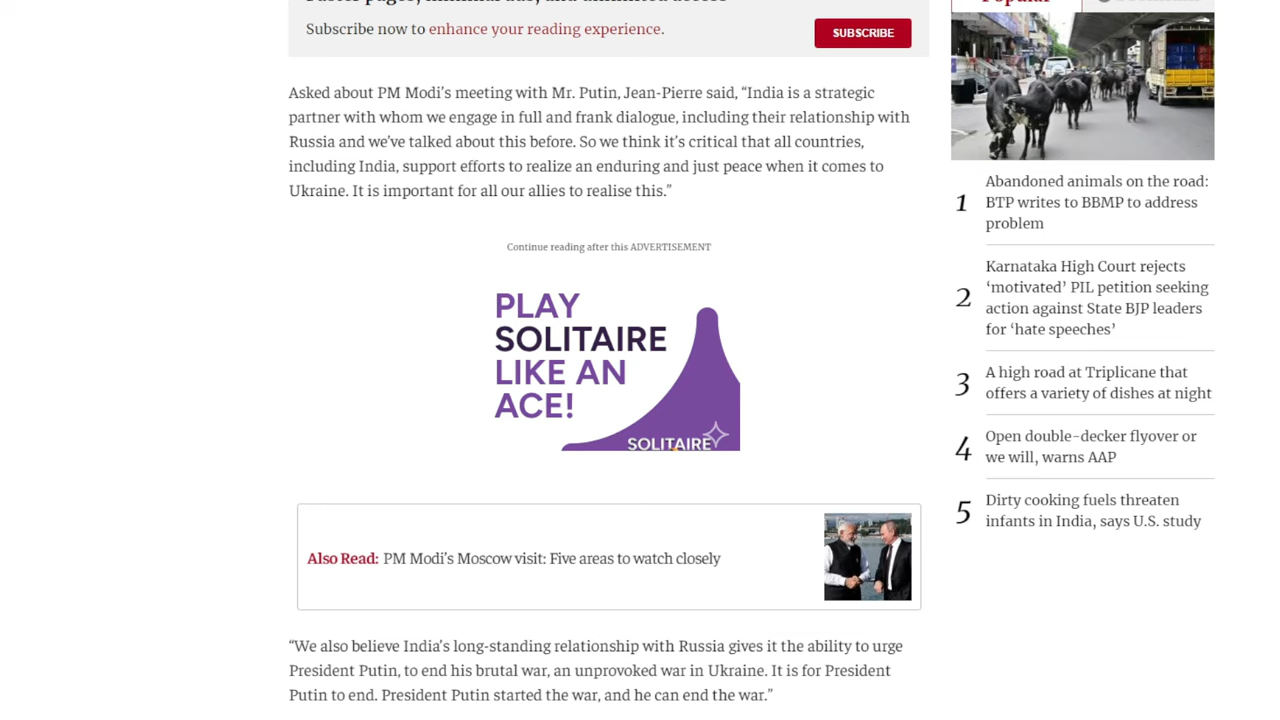 Subscribe now to enhance your reading experience.
SUBSCRIBE
Asked about PM Modi's meeting with Mr. Putin, Jean-Pierre said, “India is a strategic
partner with whom we engage in full and frank dialogue, including their relationship with
Russia and we've talked about this before. So we think it's critical that all countries,
including India, support efforts to realize an enduring and just peace when it comes to
Ukraine. It is important for all our allies to realise this.”
Continue reading after this ADVERTISEMENT
PLAY
SOLITAIRE
LIKE AN
ACE!
SOLITAIRE
Also Read: PM Modi's Moscow visit: Five areas to watch closely
“We also believe India's long-standing relationship with Russia gives it the ability to urge
President Putin, to end his brutal war, an unprovoked war in Ukraine. It is for President
Putin to end. President Putin started the war, and he can end the war.”
1
Abandoned animals on the road:
BTP writes to BBMP to address
problem
2
Karnataka High Court rejects
‘motivated’ PIL petition seeking
action against State BJP leaders
for ‘hate speeches’
3
A high road at Triplicane that
offers a variety of dishes at night
4
Open double-decker flyover or
we will, warns AAP
5
Dirty cooking fuels threaten
infants in India, says U.S. study